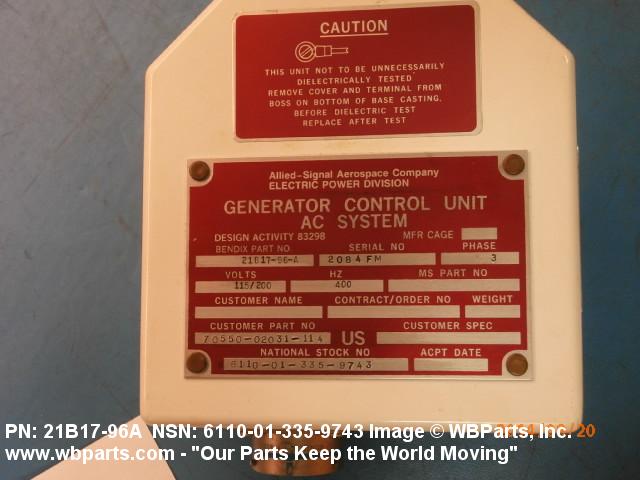 CAUTION
THIS UNIT NOT TO BE UNNECESSARILY
DIELECTRICALLY TESTED
REMOVE COVER AND TERMINAL FROM
BOSS ON BOTTOM OF BASE CASTING.
BEFORE DIELECTRIC TEST
REPLACE AFTER TEST
Allied-Signal Aerospace Company
ELECTRIC POWER DIVISION
GENERATOR CONTROL UNIT
AC SYSTEM
DESIGN ACTIVITY 83298 MFR CAGE
BENDIX PART NO. SERIAL NO PHASE
21B17-96-A 2084FM 3
VOLTS HZ MS PART NO
115/200 400
CUSTOMER NAME CONTRACT/ORDER NO WEIGHT
CUSTOMER PART NO US CUSTOMER SPEC
70550-02031-114
NATIONAL STOCK NO ACPT DATE
6110-01-335-9743
PN: 21B17-96A NSN: 6110-01-335-9743 Image © WBParts, Inc.
www.wbparts.com - "Our Parts Keep the World Moving"